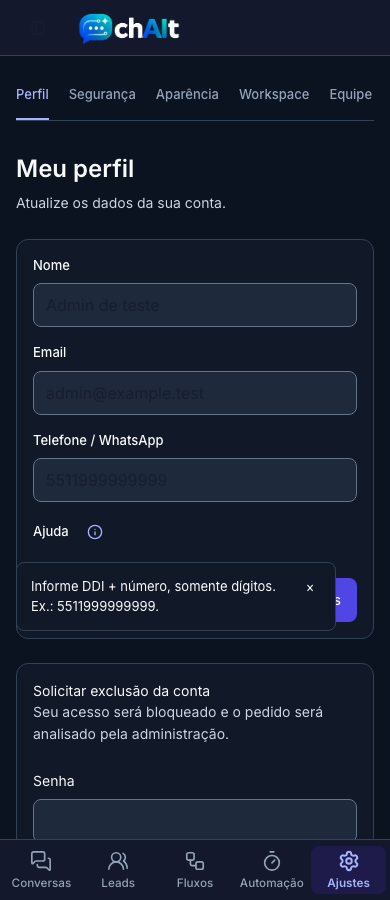 chAIt
Perfil Segurança Aparência Workspace Equipe
Meu perfil
Atualize os dados da sua conta.
Nome
Admin de teste
Email
admin@example.test
Telefone / WhatsApp
5511999999999
Ajuda
Informe DDI + número, somente dígitos. ×
Ex.: 5511999999999.
s
Solicitar exclusão da conta
Seu acesso será bloqueado e o pedido será
analisado pela administração.
Senha
Conversas Leads Fluxos Automação Ajustes